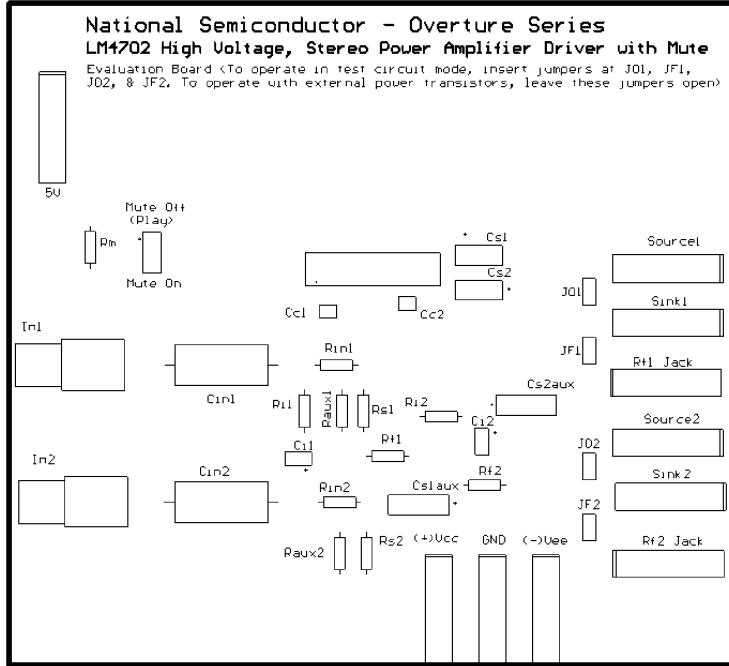 National Semiconductor - Overture Series
LM4702 High Voltage, Stereo Power Amplifier Driver with Mute
Evaluation Board (To operate in test circuit mode, insert jumpers at JO1, JF1,
JO2, & JF2. To operate with external power transistors, leave these jumpers open)
5V
Mute Off
(Play)
Rm
Mute On
Cs1
Cs2
Source1
JO1
Sink1
Cc1
Cc2
In1
Rin1
JF1
Rf1 Jack
Cin1
Ri1
Raux1
Rs1
Ri2
Cs2aux
Ci2
Source2
Ci1
Rf1
JO2
In2
Cin2
Rin2
Cs1aux
Rf2
Sink2
JF2
Raux2
Rs2
(+)Vcc
GND
(-)Vee
Rf2 Jack